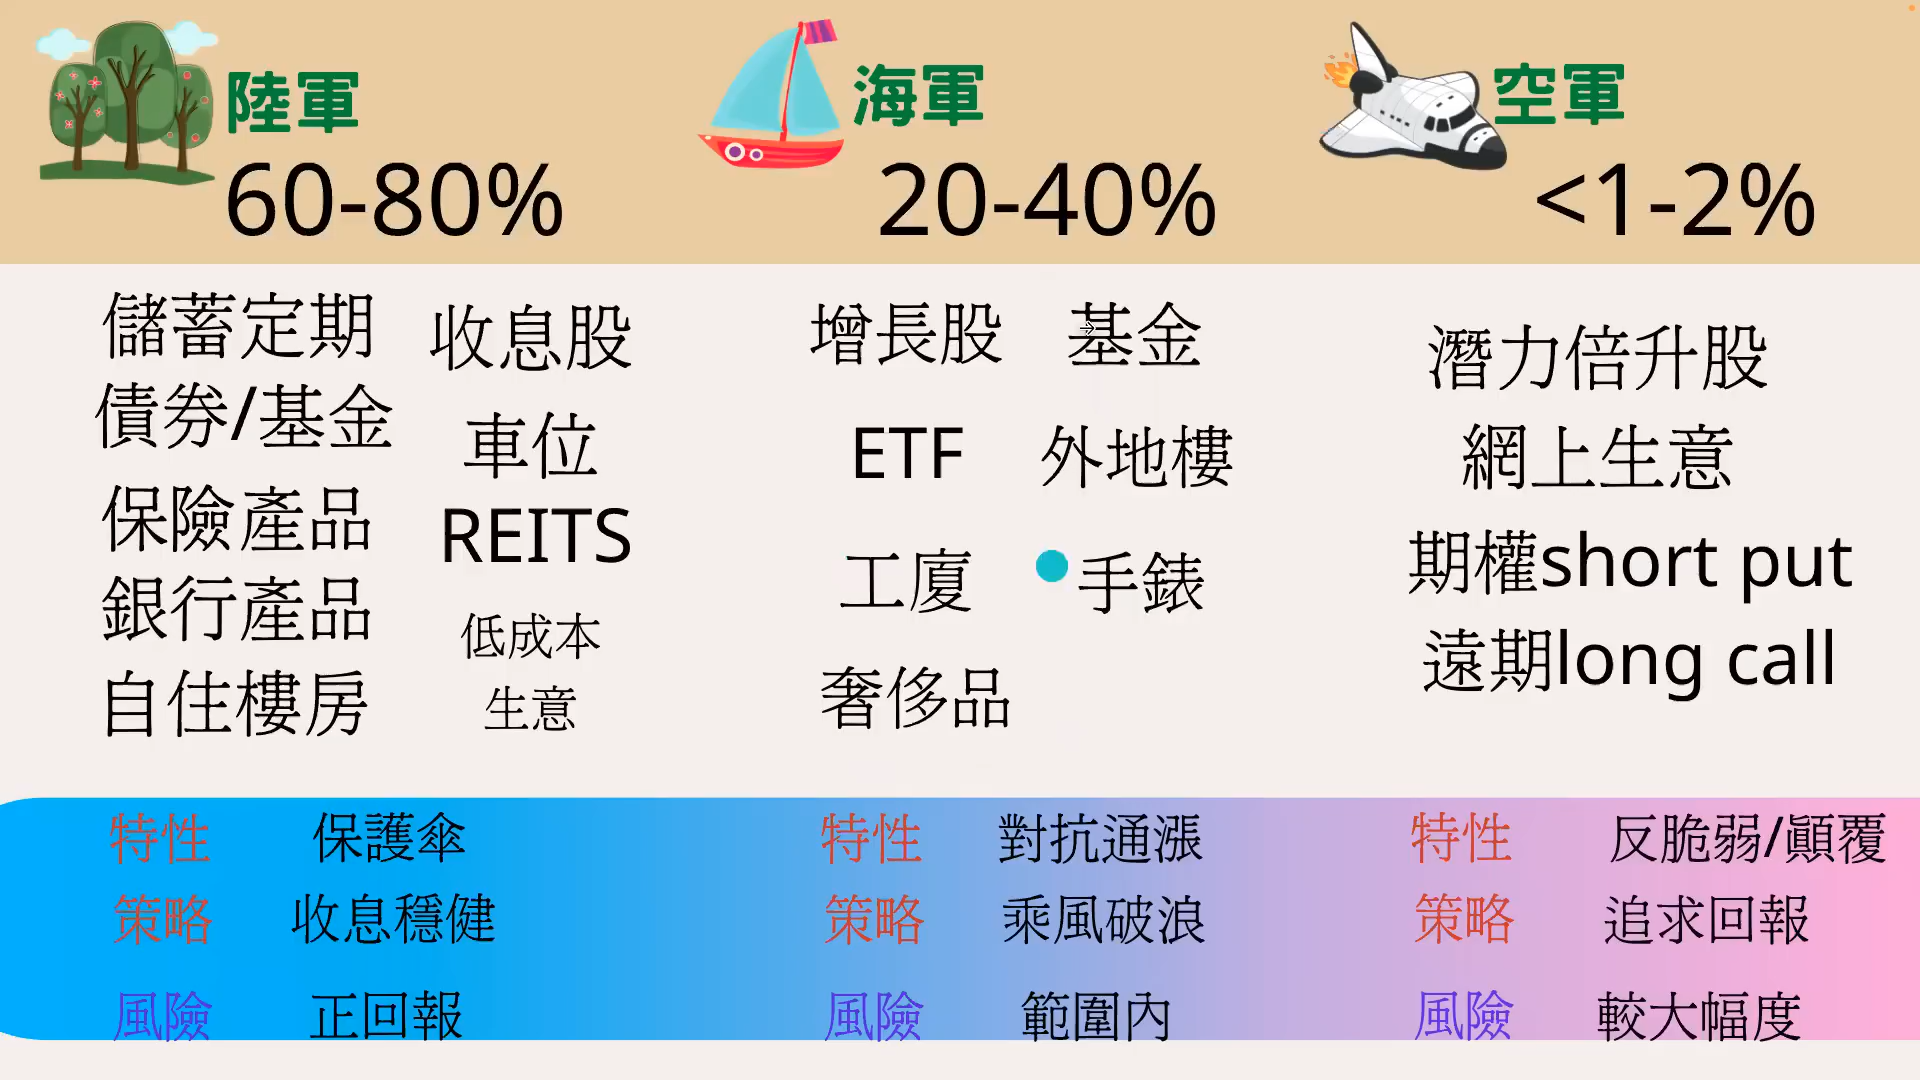 陸軍
60-80%
海軍
20-40%
空軍
<1-2%
儲蓄定期
債券/基金
保險產品
銀行產品
自住樓房
收息股
車位
REITS
低成本
生意
增長股
ETF
工廈
奢侈品
基金
外地樓
手錶
潛力倍升股
網上生意
期權short put
遠期long call
特性 保護傘
策略 收息穩健
風險 正回報
特性 對抗通漲
策略 乘風破浪
風險 範圍內
特性 反脆弱/顛覆
策略 追求回報
風險 較大幅度